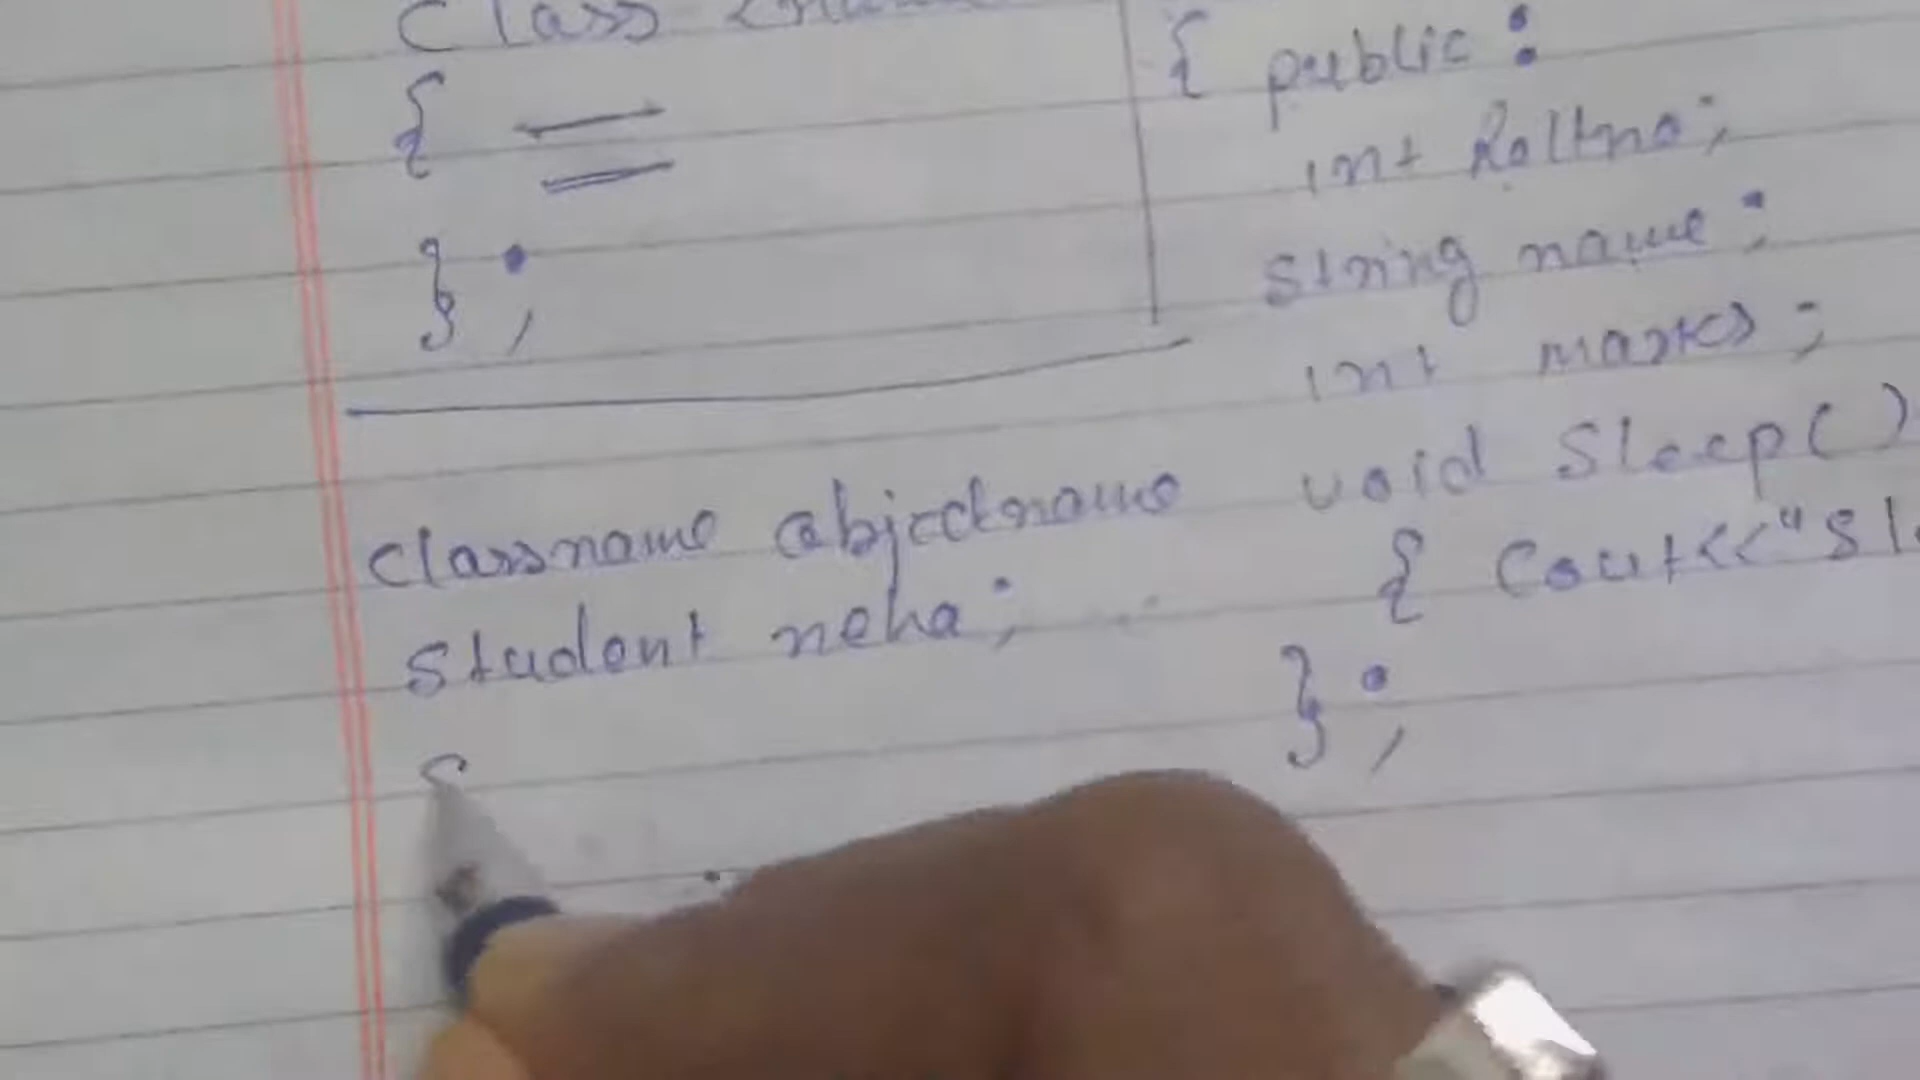 Class
{
};
classname objectname
Student neha;
S
{ public:
int Rollno;
String name;
int marks;
void Sleep()
{ Cout<<"Sl
};